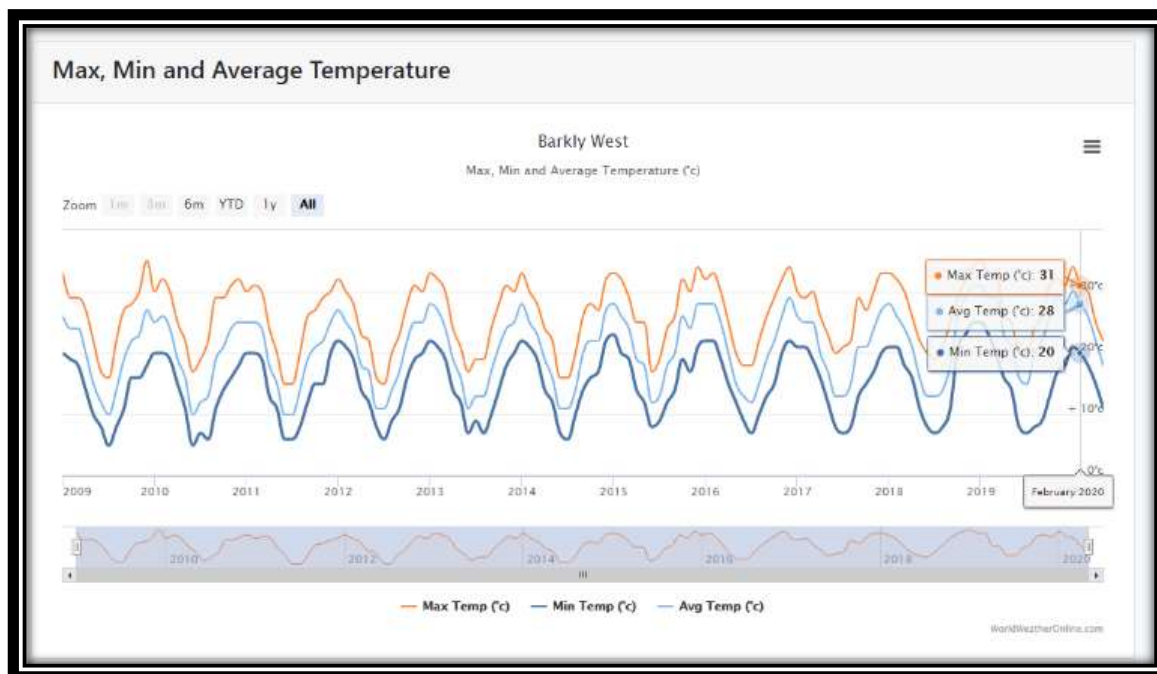 Max, Min and Average Temperature
Barkly West
Max, Min and Average Temperature (°c)
Zoom 1m 3m 6m YTD 1y All
Max Temp (°c): 31
Avg Temp (°c): 28
Min Temp (°c): 20
20°c
10°c
0°c
2009 2010 2011 2012 2013 2014 2015 2016 2017 2018 2019
February 2020
2010 2012 2014 2016 2018 2020
Max Temp (°c) Min Temp (°c) Avg Temp (°c)
WorldWeatherOnline.com